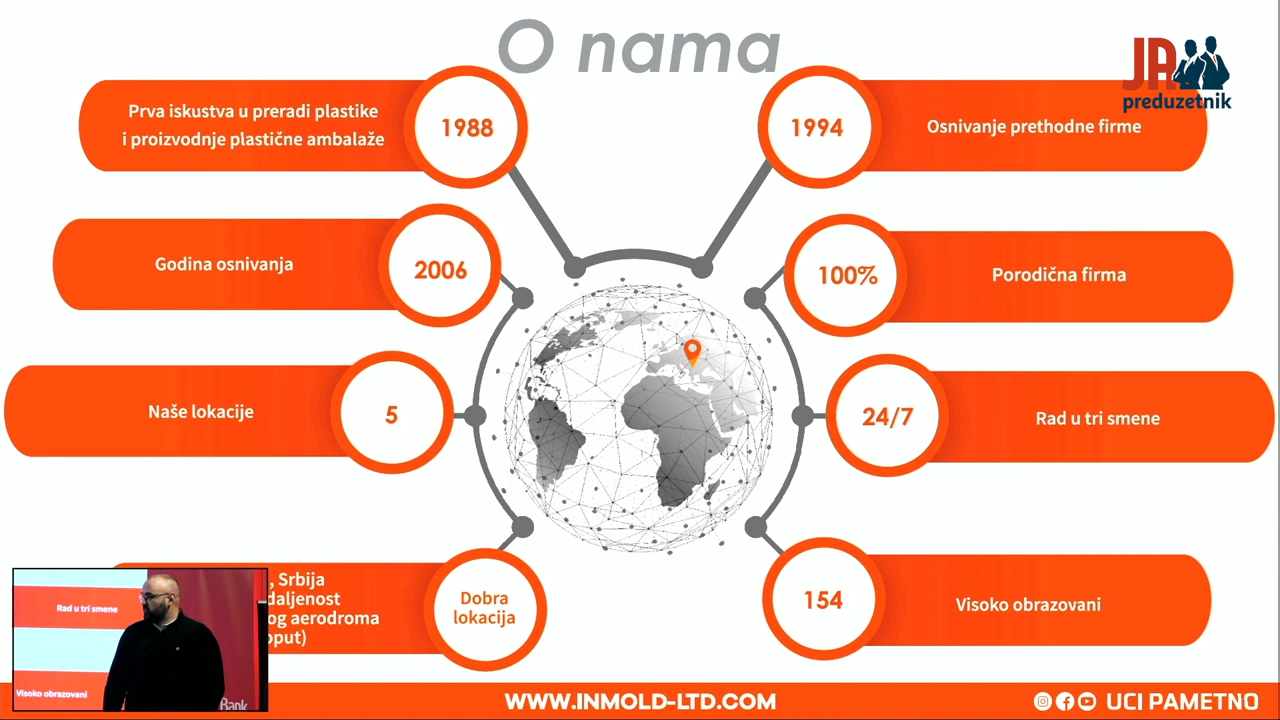 O nama
JA
preduzetnik
Prva iskustva u preradi plastike
i proizvodnje plastične ambalaže
1988
1994
Osnivanje prethodne firme
Godina osnivanja
2006
100%
Porodična firma
Naše lokacije
5
24/7
Rad u tri smene
, Srbija
daljenost
og aerodroma
oput)
Dobra
lokacija
154
Visoko obrazovani
Rad u tri smene
Visoko obrazovani
Bank
WWW.INMOLD-LTD.COM
UCI PAMETNO